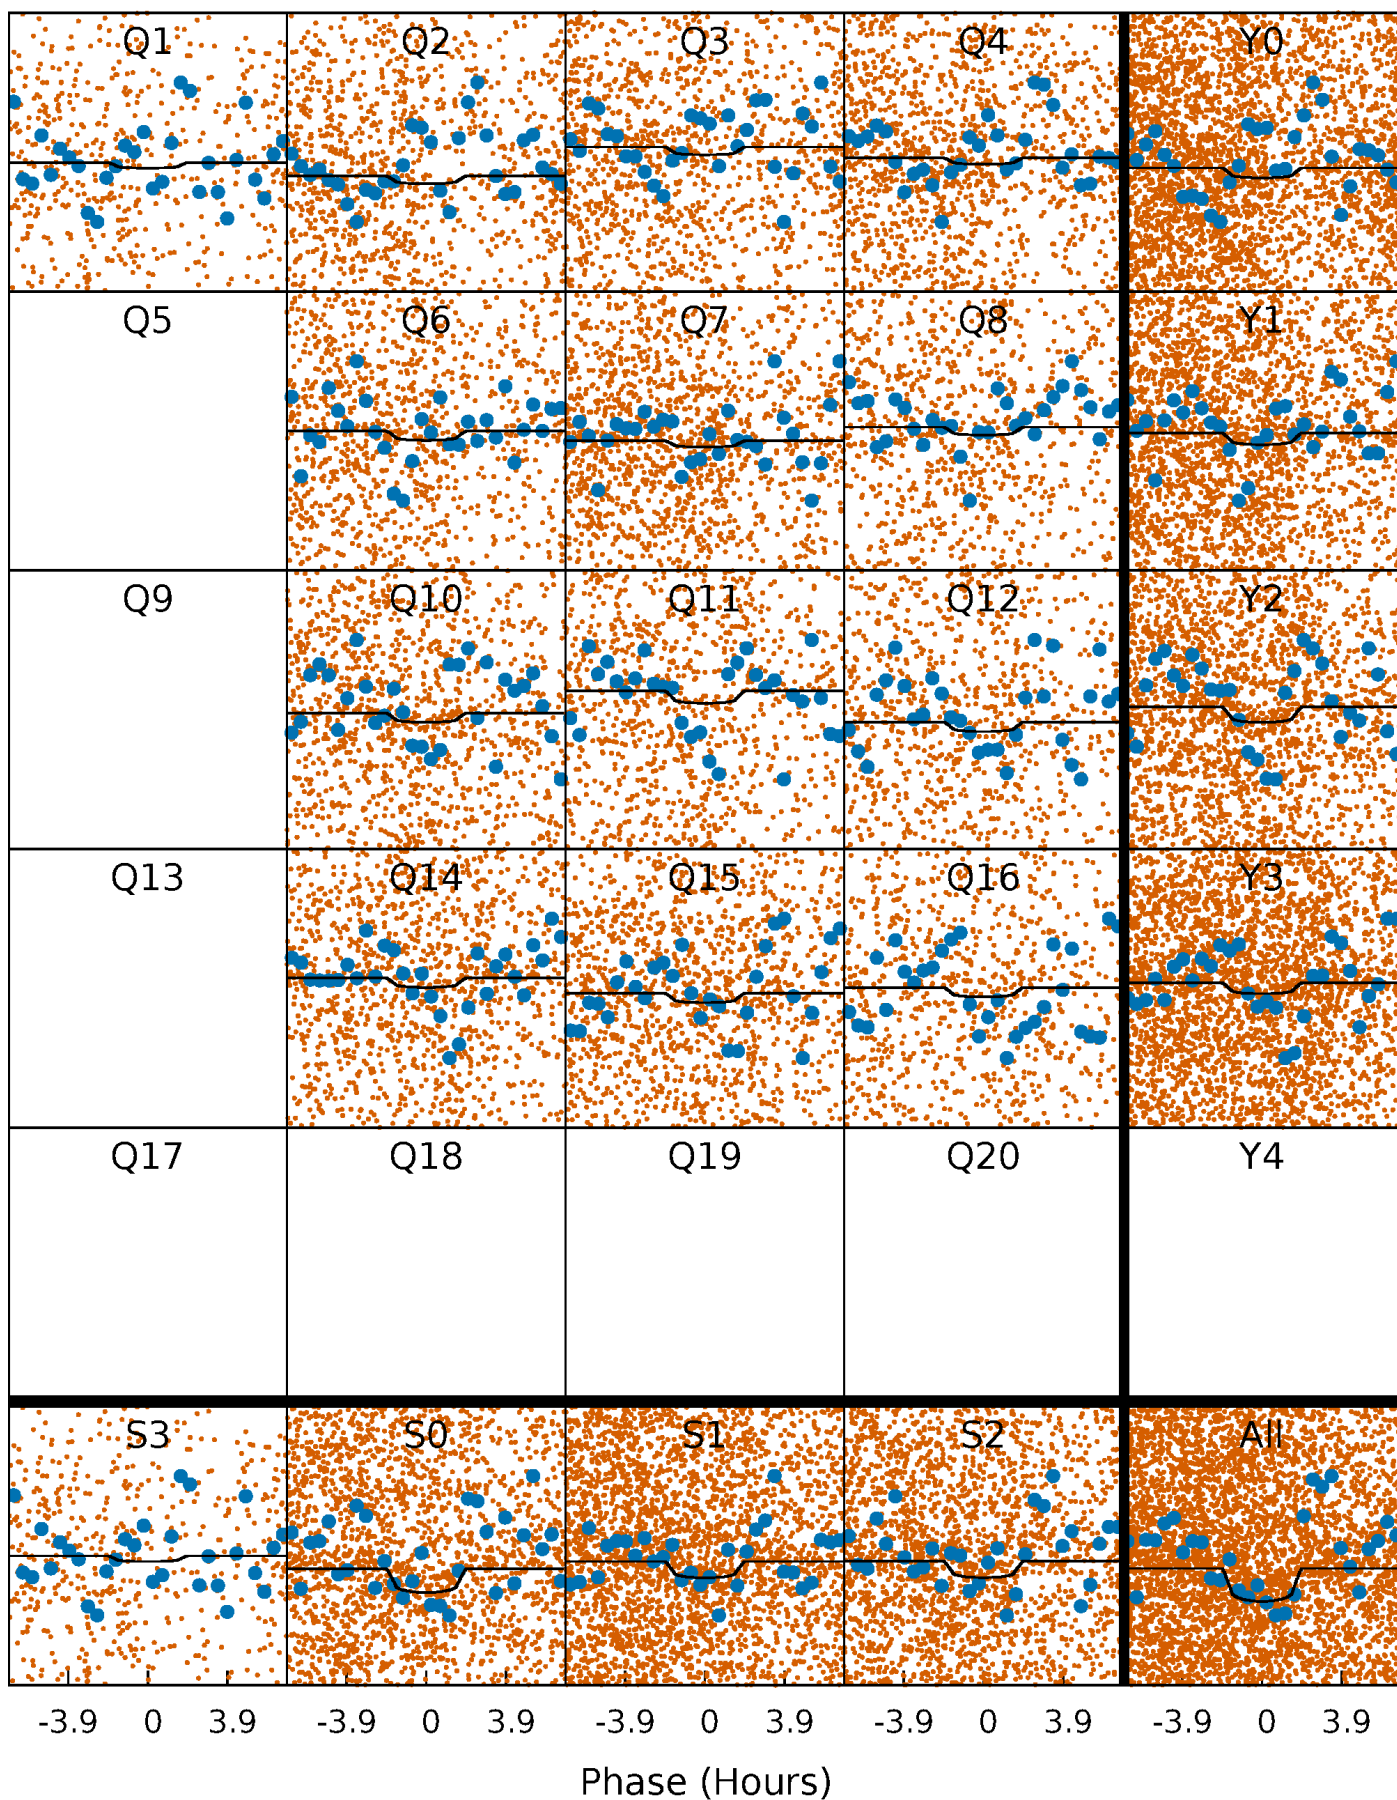 Q1 Q2 Q3 Q4 Y0
Q5 Q6 Q7 Q8 Y1
Q9 Q10 Q11 Q12 Y2
Q13 Q14 Q15 Q16 Y3
Q17 Q18 Q19 Q20 Y4
S3 S0 S1 S2 All
-3.9 0 3.9 -3.9 0 3.9 -3.9 0 3.9 -3.9 0 3.9 -3.9 0 3.9
Phase (Hours)